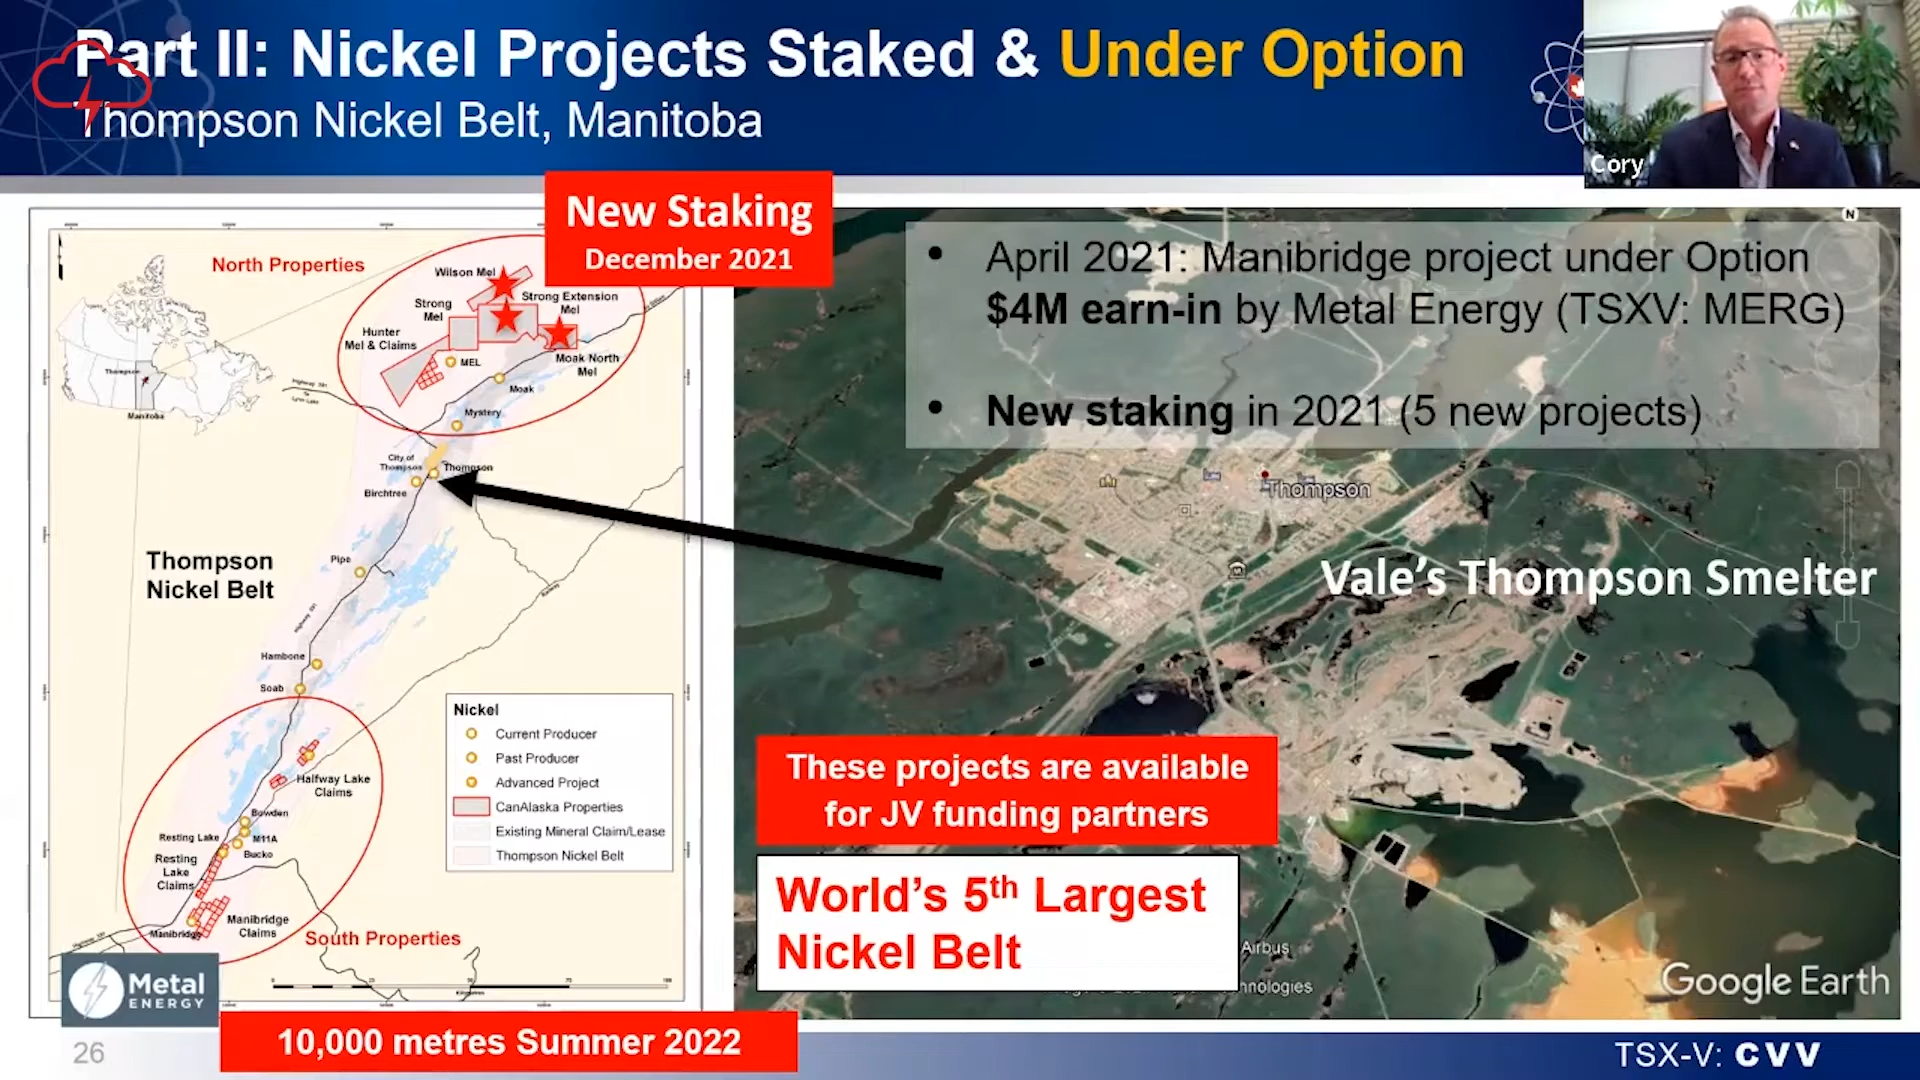 Part II: Nickel Projects Staked & Under Option
Thompson Nickel Belt, Manitoba
Cory
New Staking
December 2021
North Properties
Wilson Mel
Strong Extension
Mel
Strong
Mel
Hunter
Mel & Claims
MEL
Moak North
Mel
Moak
Mystery
Thompson
Manitoba
City of
Thompson
Thompson
Birchtree
Thompson
Nickel Belt
Pipe
Highway 391
Hambone
Soab
Halfway Lake
Claims
Bowden
Resting Lake
M11A
Bucko
Resting
Lake
Claims
Manibridge
Claims
Manibridge
South Properties
Nickel
Current Producer
Past Producer
Advanced Project
CanAlaska Properties
Existing Mineral Claim/Lease
Thompson Nickel Belt
Kilometres
Metal
ENERGY
10,000 metres Summer 2022
• April 2021: Manibridge project under Option
$4M earn-in by Metal Energy (TSXV: MERG)
• New staking in 2021 (5 new projects)
N
Thompson
Vale's Thompson Smelter
These projects are available
for JV funding partners
World's 5th Largest
Nickel Belt
Airbus
Google Earth
26
TSX-V: CVV